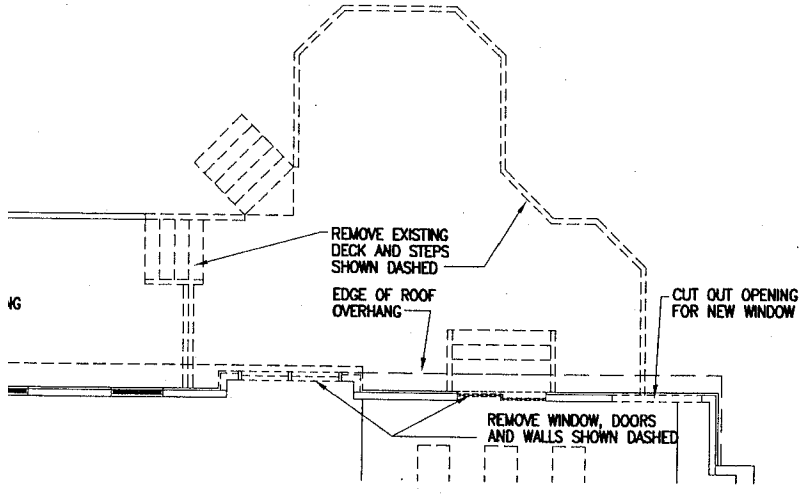 REMOVE EXISTING
DECK AND STEPS
SHOWN DASHED
EDGE OF ROOF
OVERHANG
CUT OUT OPENING
FOR NEW WINDOW
NG
REMOVE WINDOW, DOORS
AND WALLS SHOWN DASHED